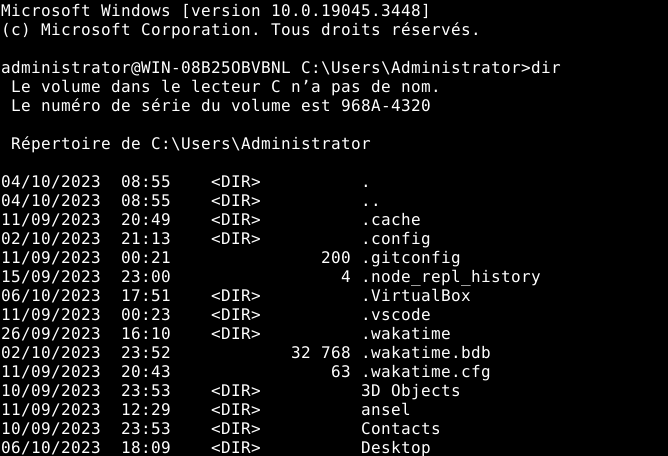 Microsoft Windows [version 10.0.19045.3448]
(c) Microsoft Corporation. Tous droits réservés.
administrator@WIN-08B25OBVBNL C:\Users\Administrator>dir
Le volume dans le lecteur C n’a pas de nom.
Le numéro de série du volume est 968A-4320
Répertoire de C:\Users\Administrator
04/10/2023  08:55    <DIR>          .
04/10/2023  08:55    <DIR>          ..
11/09/2023  20:49    <DIR>          .cache
02/10/2023  21:13    <DIR>          .config
11/09/2023  00:21               200 .gitconfig
15/09/2023  23:00                 4 .node_repl_history
06/10/2023  17:51    <DIR>          .VirtualBox
11/09/2023  00:23    <DIR>          .vscode
26/09/2023  16:10    <DIR>          .wakatime
02/10/2023  23:52            32 768 .wakatime.bdb
11/09/2023  20:43                63 .wakatime.cfg
10/09/2023  23:53    <DIR>          3D Objects
11/09/2023  12:29    <DIR>          ansel
10/09/2023  23:53    <DIR>          Contacts
06/10/2023  18:09    <DIR>          Desktop